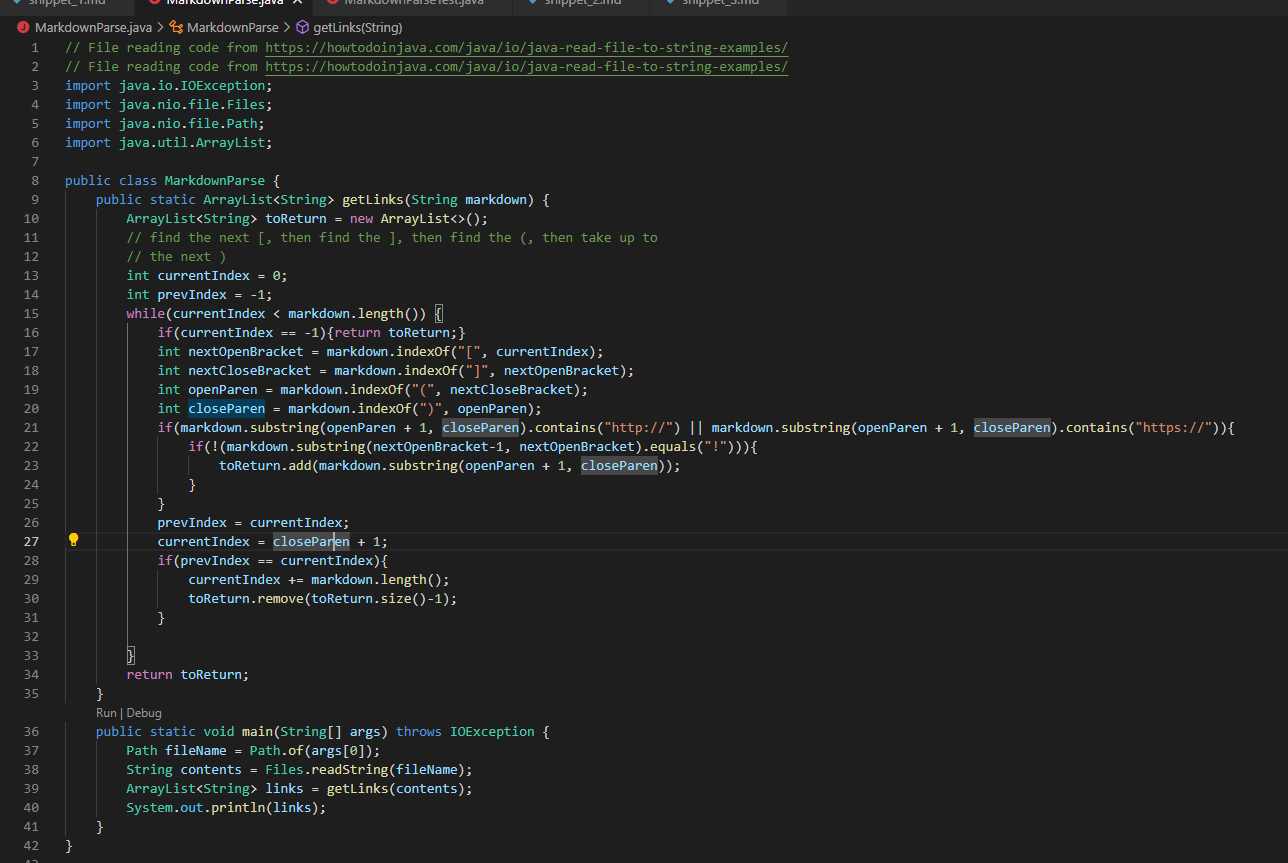 snippet_1.md MarkdownParse.java MarkdownParseTest.java snippet_2.md snippet_3.md
MarkdownParse.java > MarkdownParse > getLinks(String)
1 // File reading code from https://howtodoinjava.com/java/io/java-read-file-to-string-examples/
2 // File reading code from https://howtodoinjava.com/java/io/java-read-file-to-string-examples/
3 import java.io.IOException;
4 import java.nio.file.Files;
5 import java.nio.file.Path;
6 import java.util.ArrayList;
7
8 public class MarkdownParse {
9 public static ArrayList<String> getLinks(String markdown) {
10 ArrayList<String> toReturn = new ArrayList<>();
11 // find the next [, then find the ], then find the (, then take up to
12 // the next )
13 int currentIndex = 0;
14 int prevIndex = -1;
15 while(currentIndex < markdown.length()) {
16 if(currentIndex == -1){return toReturn;}
17 int nextOpenBracket = markdown.indexOf("[", currentIndex);
18 int nextCloseBracket = markdown.indexOf("]", nextOpenBracket);
19 int openParen = markdown.indexOf("(", nextCloseBracket);
20 int closeParen = markdown.indexOf(")", openParen);
21 if(markdown.substring(openParen + 1, closeParen).contains("http://") || markdown.substring(openParen + 1, closeParen).contains("https://")){
22 if(!(markdown.substring(nextOpenBracket-1, nextOpenBracket).equals("!"))){
23 toReturn.add(markdown.substring(openParen + 1, closeParen));
24 }
25 }
26 prevIndex = currentIndex;
27 currentIndex = closeParen + 1;
28 if(prevIndex == currentIndex){
29 currentIndex += markdown.length();
30 toReturn.remove(toReturn.size()-1);
31 }
32
33 }
34 return toReturn;
35 }
Run | Debug
36 public static void main(String[] args) throws IOException {
37 Path fileName = Path.of(args[0]);
38 String contents = Files.readString(fileName);
39 ArrayList<String> links = getLinks(contents);
40 System.out.println(links);
41 }
42 }
43